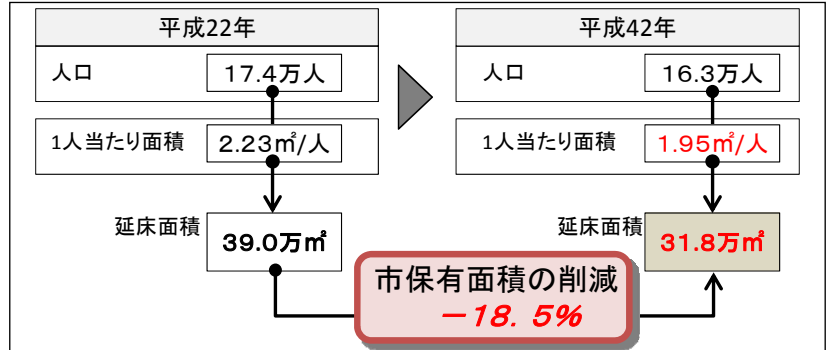 平成22年
人口
17.4万人
1人当たり面積
2.23㎡/人
延床面積
39.0万㎡
平成42年
人口
16.3万人
1人当たり面積
1.95㎡/人
延床面積
31.8万㎡
市保有面積の削減
－18．5%